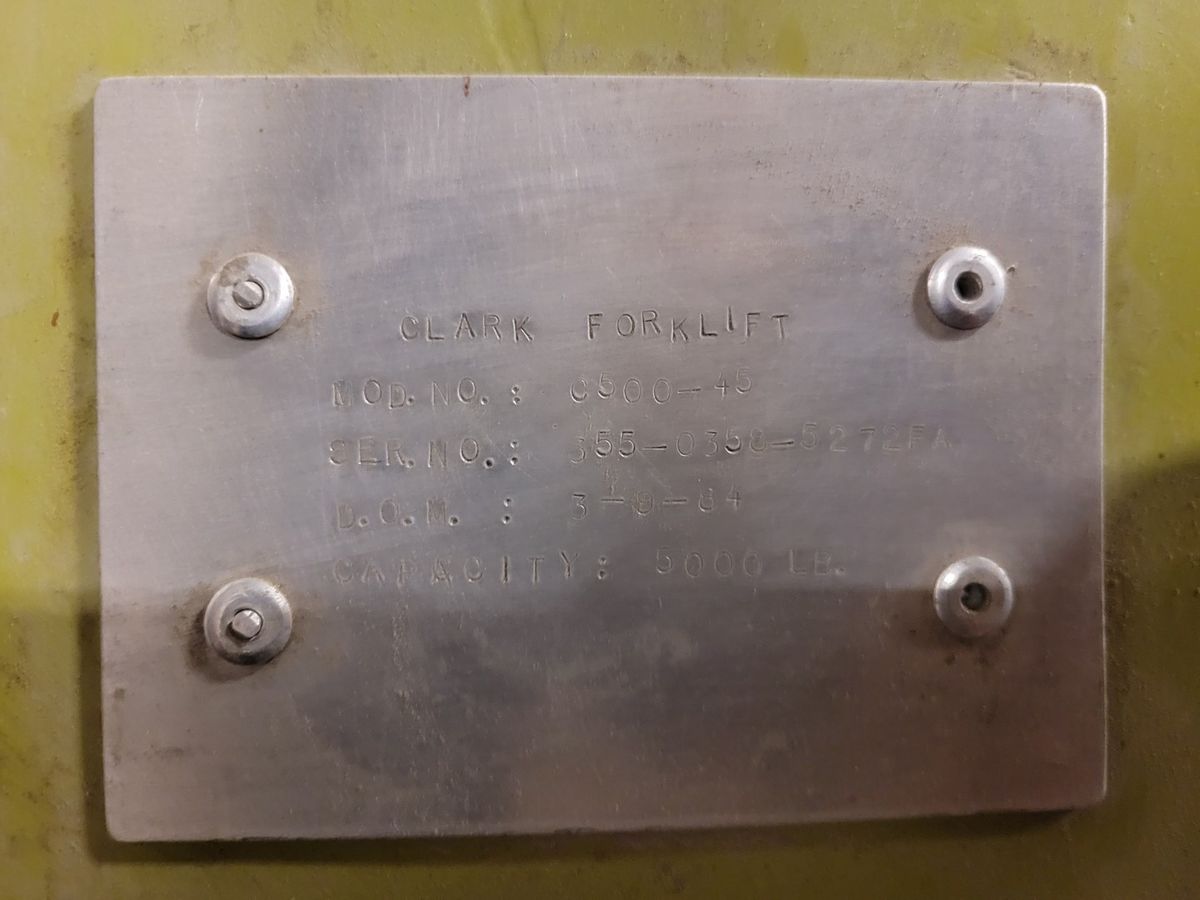 CLARK FORKLIFT
MOD. NO. : C500-45
SER. NO. : 355-0358-5272FA
D.O.M. :
CAPACITY : 5000 LB.